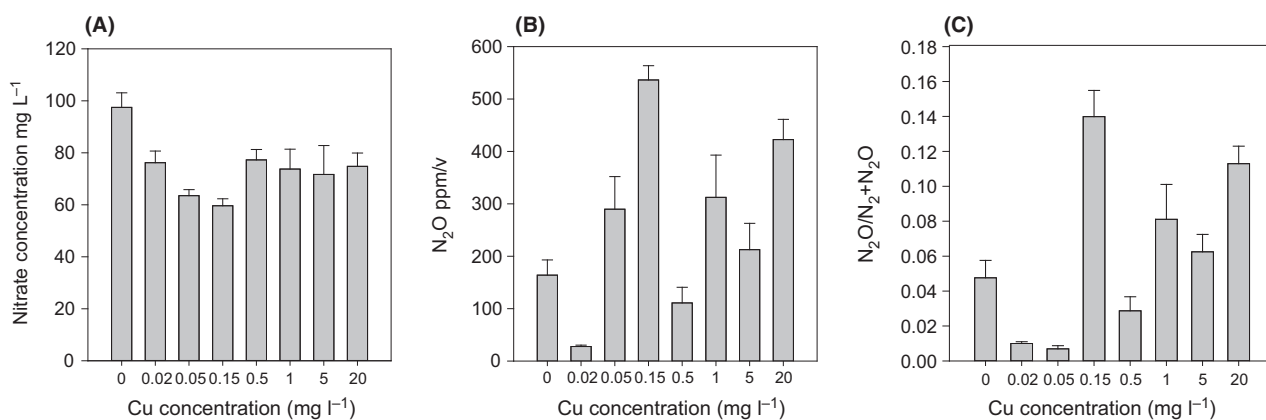 (A)
Nitrate concentration mg L⁻¹
120
100
80
60
40
20
0
0 0.02 0.05 0.15 0.5 1 5 20
Cu concentration (mg l⁻¹)
(B)
N₂O ppm/v
600
500
400
300
200
100
0
0 0.02 0.05 0.15 0.5 1 5 20
Cu concentration (mg l⁻¹)
(C)
N₂O/N₂+N₂O
0.18
0.16
0.14
0.12
0.10
0.08
0.06
0.04
0.02
0.00
0 0.02 0.05 0.15 0.5 1 5 20
Cu concentration (mg l⁻¹)